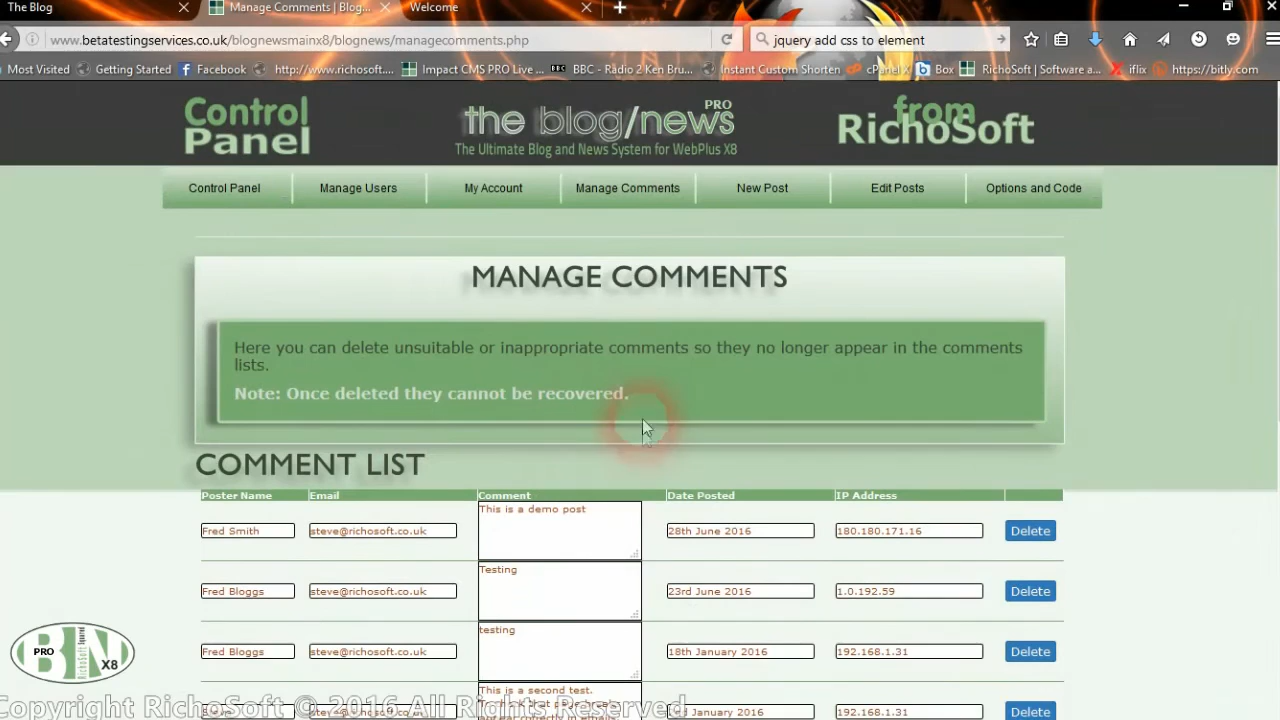 The Blog
Manage Comments | Blog...
Welcome
www.betatestingservices.co.uk/blognewsmainx8/blognews/managecomments.php
jquery add css to element
Most Visited
Getting Started
Facebook
http://www.richosoft....
Impact CMS PRO Live ...
BBC - Radio 2 Ken Bru...
Instant Custom Shorten
cPanel X
Box
RichoSoft | Software a...
iflix
https://bitly.com
Control
Panel
the blog/news PRO
The Ultimate Blog and News System for WebPlus X8
from
RichoSoft
Control Panel
Manage Users
My Account
Manage Comments
New Post
Edit Posts
Options and Code
MANAGE COMMENTS
Here you can delete unsuitable or inappropriate comments so they no longer appear in the comments
lists.
Note: Once deleted they cannot be recovered.
COMMENT LIST
Poster Name Email Comment Date Posted IP Address
Fred Smith steve@richosoft.co.uk This is a demo post 28th June 2016 180.180.171.16 Delete
Fred Bloggs steve@richosoft.co.uk Testing 23rd June 2016 1.0.192.59 Delete
Fred Bloggs steve@richosoft.co.uk testing 18th January 2016 192.168.1.31 Delete
This is a second test.
January 2016 192.168.1.31 Delete
BN PRO X8 RichoSoft
Copyright RichoSoft © 2016 All Rights Reserved